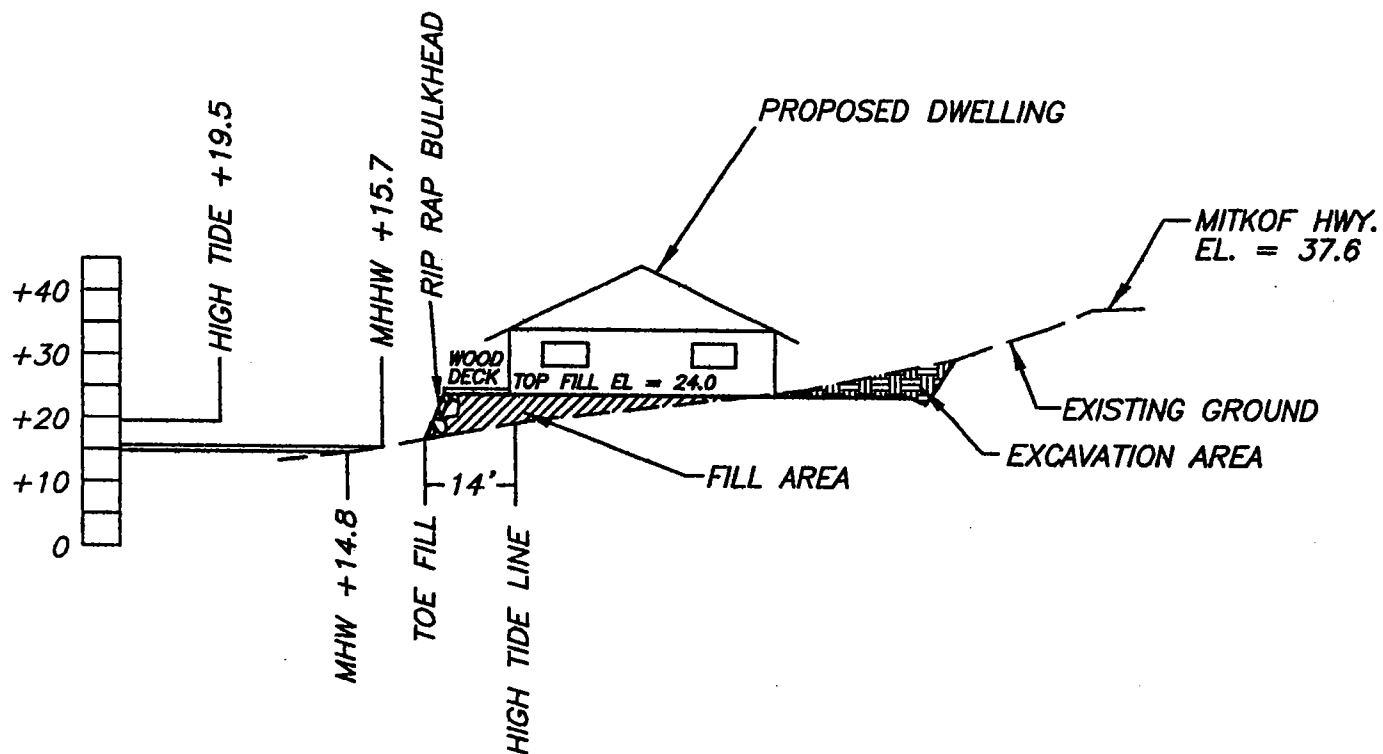 PROPOSED DWELLING
HIGH TIDE +19.5
MHHW +15.7
RIP RAP BULKHEAD
MITKOF HWY.
EL. = 37.6
+40
+30
+20
+10
0
WOOD
DECK
TOP FILL EL = 24.0
EXISTING GROUND
EXCAVATION AREA
FILL AREA
14'
MHW +14.8
TOE FILL
HIGH TIDE LINE